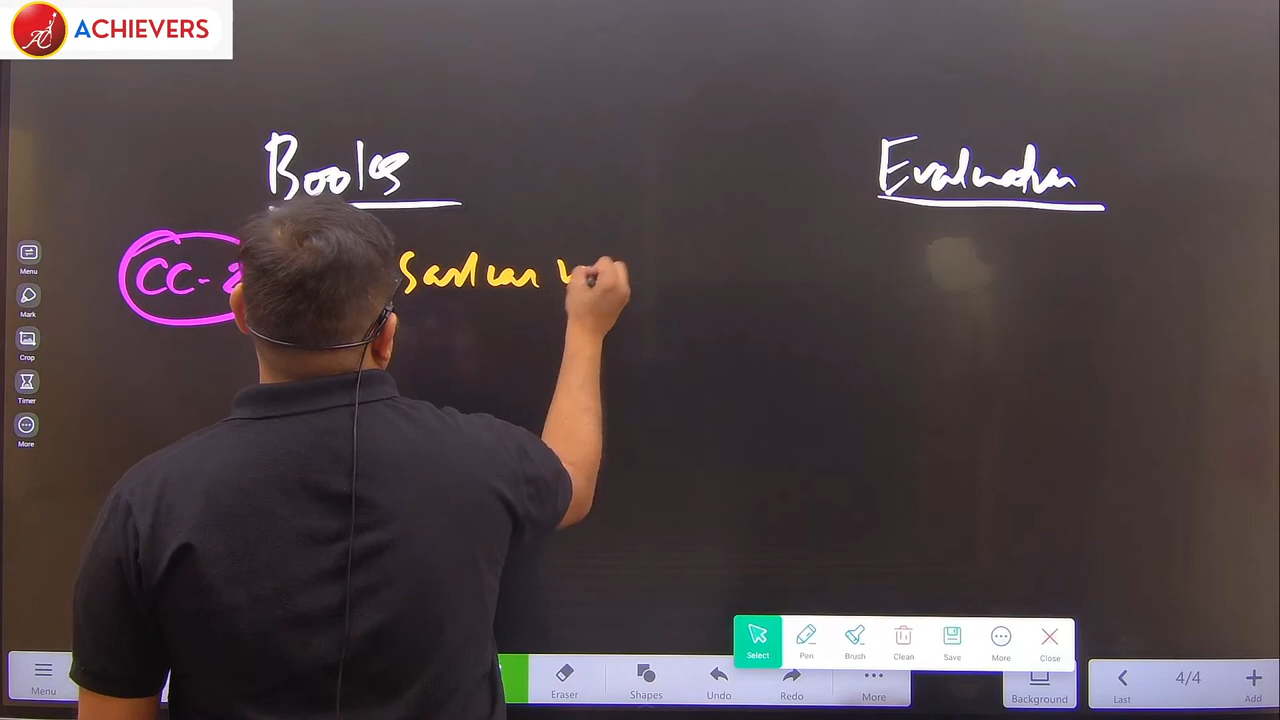 ACHIEVERS
Books
Evaluation
CC-2
Sarkar
Menu
Mark
Crop
Timer
More
Select
Pen
Brush
Clean
Save
More
Close
Menu
Eraser
Shapes
Undo
Redo
More
Background
Last
4/4
Add